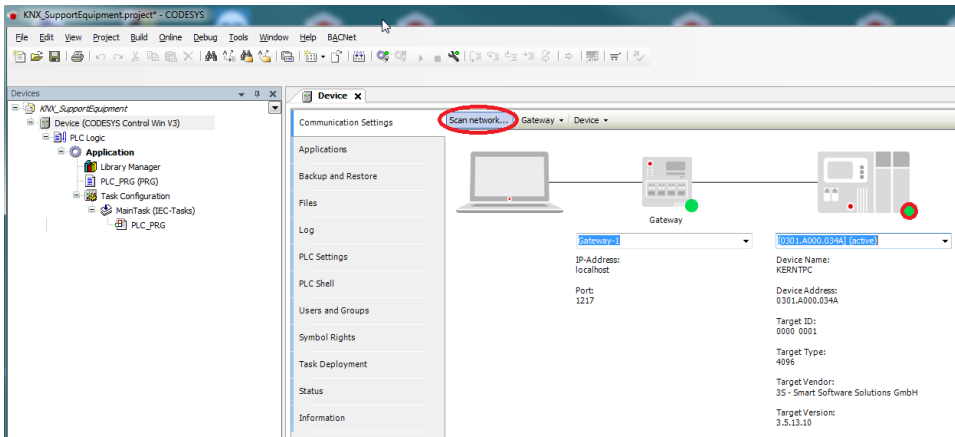 KNX_SupportEquipment.project* - CODESYS
File Edit View Project Build Online Debug Tools Window Help BACNet
Devices
KNX_SupportEquipment
Device (CODESYS Control Win V3)
PLC Logic
Application
Library Manager
PLC_PRG (PRG)
Task Configuration
MainTask (IEC-Tasks)
PLC_PRG
Device
Communication Settings
Applications
Backup and Restore
Files
Log
PLC Settings
PLC Shell
Users and Groups
Symbol Rights
Task Deployment
Status
Information
Scan network... Gateway Device
Gateway
Gateway-1
IP-Address:
localhost
Port:
1217
[0301.A000.034A] (active)
Device Name:
KERNTPC
Device Address:
0301.A000.034A
Target ID:
0000 0001
Target Type:
4096
Target Vendor:
3S - Smart Software Solutions GmbH
Target Version:
3.5.13.10